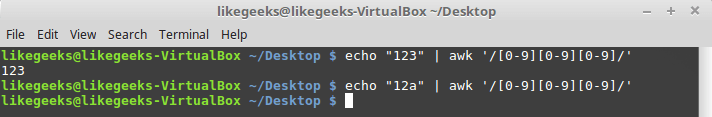 likegeeks@likegeeks-VirtualBox ~/Desktop
File Edit View Search Terminal Help
likegeeks@likegeeks-VirtualBox ~/Desktop $ echo "123" | awk '/[0-9][0-9][0-9]/'
123
likegeeks@likegeeks-VirtualBox ~/Desktop $ echo "12a" | awk '/[0-9][0-9][0-9]/'
likegeeks@likegeeks-VirtualBox ~/Desktop $